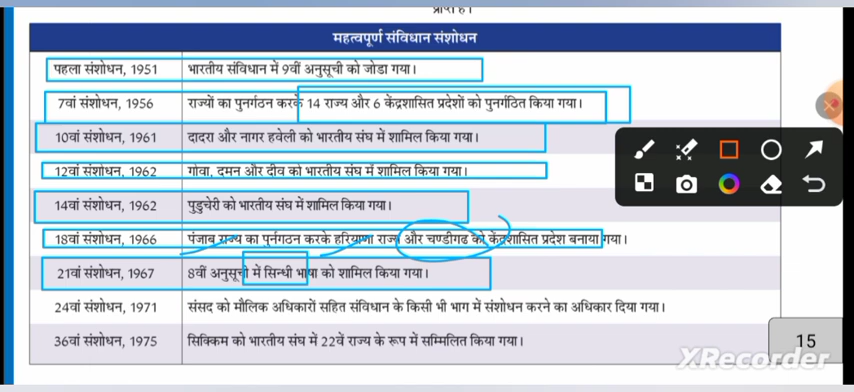 प्राप्त है।
महत्वपूर्ण संविधान संशोधन
पहला संशोधन, 1951 भारतीय संविधान में 9वीं अनुसूची को जोडा गया।
7वां संशोधन, 1956 राज्यों का पुनर्गठन करके 14 राज्य और 6 केंद्रशासित प्रदेशों को पुनर्गठित किया गया।
10वां संशोधन, 1961 दादरा और नागर हवेली को भारतीय संघ में शामिल किया गया।
12वां संशोधन, 1962 गोवा, दमन और दीव को भारतीय संघ में शामिल किया गया।
14वां संशोधन, 1962 पुडुचेरी को भारतीय संघ में शामिल किया गया।
18वां संशोधन, 1966 पंजाब राज्य का पुर्नगठन करके हरियाणा राज्य और चण्डीगढ को केंद्रशासित प्रदेश बनाया गया।
21वां संशोधन, 1967 8वीं अनुसूची में सिन्धी भाषा को शामिल किया गया।
24वां संशोधन, 1971 संसद को मौलिक अधिकारों सहित संविधान के किसी भी भाग में संशोधन करने का अधिकार दिया गया।
36वां संशोधन, 1975 सिक्किम को भारतीय संघ में 22वें राज्य के रूप में सम्मिलित किया गया।
15
XRecorder